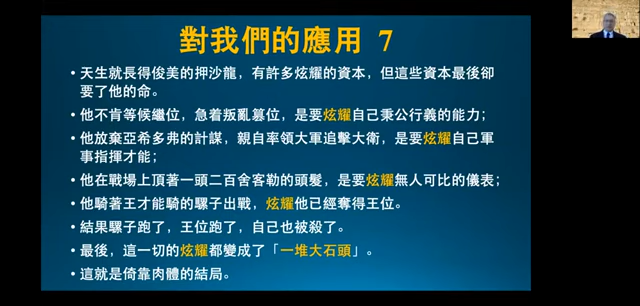 對我們的應用 7
• 天生就長得俊美的押沙龍，有許多炫耀的資本，但這些資本最後卻
要了他的命。
• 他不肯等候繼位，急着叛亂篡位，是要炫耀自己秉公行義的能力；
• 他放棄亞希多弗的計謀，親自率領大軍追擊大衛，是要炫耀自己軍
事指揮才能；
• 他在戰場上頂著一頭二百舍客勒的頭髮，是要炫耀無人可比的儀表；
• 他騎著王才能騎的騾子出戰，炫耀他已經奪得王位。
• 結果騾子跑了，王位跑了，自己也被殺了。
• 最後，這一切的炫耀都變成了「一堆大石頭」。
• 這就是倚靠肉體的結局。